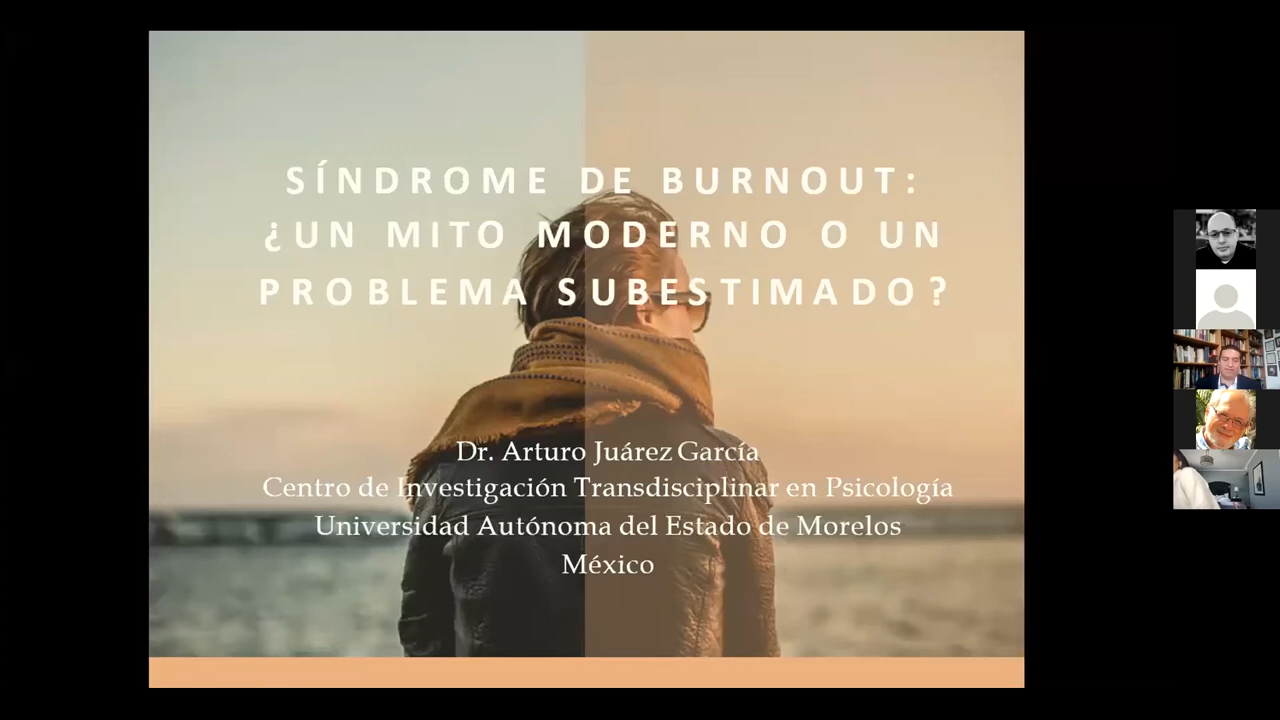 SÍNDROME DE BURNOUT:
¿UN MITO MODERNO O UN
PROBLEMA SUBESTIMADO?
Dr. Arturo Juárez García
Centro de Investigación Transdisciplinar en Psicología
Universidad Autónoma del Estado de Morelos
México